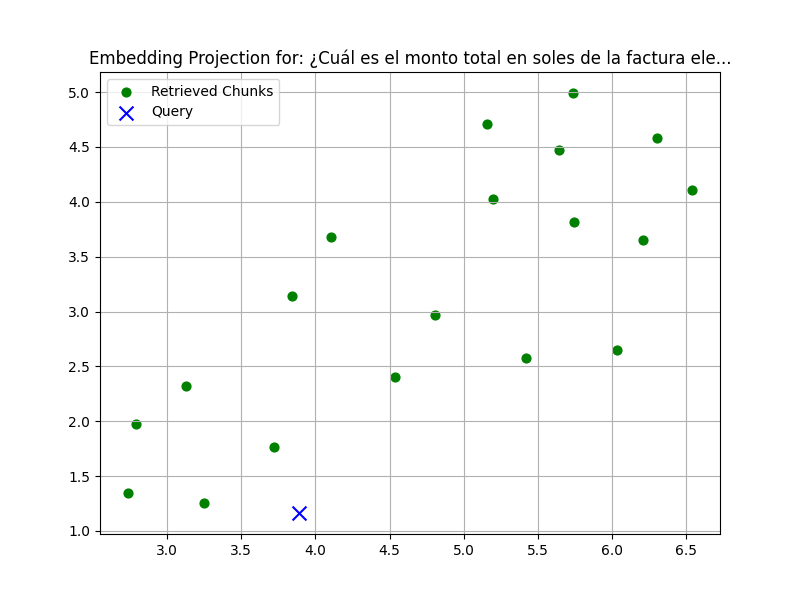 Embedding Projection for: ¿Cuál es el monto total en soles de la factura ele...
Retrieved Chunks
Query
5.0
4.5
4.0
3.5
3.0
2.5
2.0
1.5
1.0
3.0 3.5 4.0 4.5 5.0 5.5 6.0 6.5